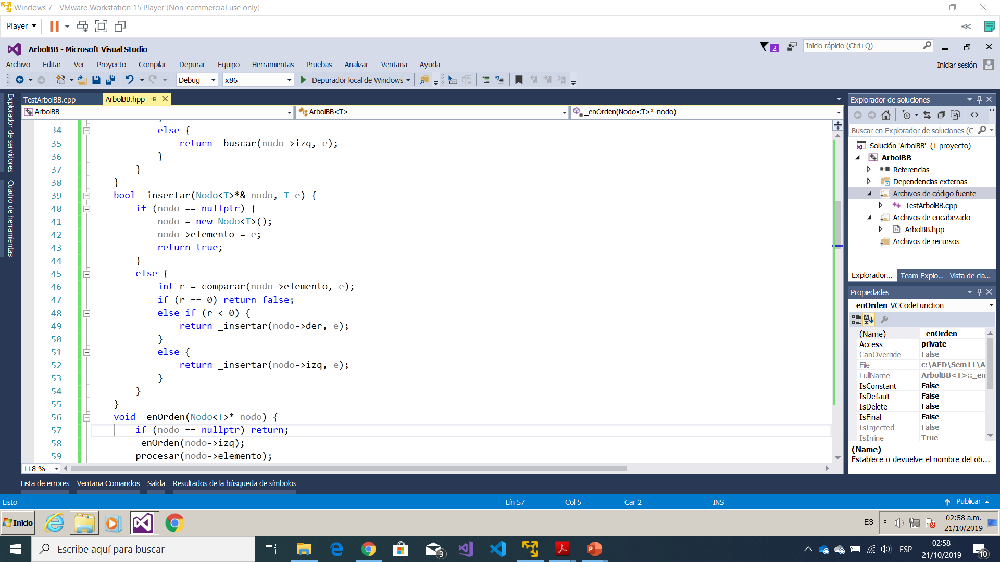 Windows 7 - VMware Workstation 15 Player (Non-commercial use only)
Player
ArbolBB - Microsoft Visual Studio
2
Inicio rápido (Ctrl+Q)
Archivo Editar Ver Proyecto Compilar Depurar Equipo Herramientas Pruebas Analizar Ventana Ayuda
Iniciar sesión
Debug x86 Depurador local de Windows
Explorador de servidores
Cuadro de herramientas
TestArbolBB.cpp ArbolBB.hpp
ArbolBB ArbolBB<T> _enOrden(Nodo<T>* nodo)
34 else {
35 return _buscar(nodo->izq, e);
36 }
37 }
38 }
39 bool _insertar(Nodo<T>*& nodo, T e) {
40 if (nodo == nullptr) {
41 nodo = new Nodo<T>();
42 nodo->elemento = e;
43 return true;
44 }
45 else {
46 int r = comparar(nodo->elemento, e);
47 if (r == 0) return false;
48 else if (r < 0) {
49 return _insertar(nodo->der, e);
50 }
51 else {
52 return _insertar(nodo->izq, e);
53 }
54 }
55 }
56 void _enOrden(Nodo<T>* nodo) {
57 if (nodo == nullptr) return;
58 _enOrden(nodo->izq);
59 procesar(nodo->elemento);
118 %
Explorador de soluciones
Buscar en Explorador de soluciones (C
Solución 'ArbolBB' (1 proyecto)
ArbolBB
Referencias
Dependencias externas
Archivos de código fuente
TestArbolBB.cpp
Archivos de encabezado
ArbolBB.hpp
Archivos de recursos
Explorador... Team Explo... Vista de cla...
Propiedades
_enOrden VCCodeFunction
(Name) _enOrden
Access private
CanOverride False
File c:\AED\Sem11\A
FullName ArbolBB<T>::_en
IsConstant False
IsDefault False
IsDelete False
IsFinal False
IsInjected False
IsInline True
(Name)
Establece o devuelve el nombre del ob...
Lista de errores Ventana Comandos Salida Resultados de la búsqueda de símbolos
Listo Lín 57 Col 5 Car 2 INS Publicar
Inicio
ES
02:58 a.m.
21/10/2019
Escribe aquí para buscar
3
ESP
02:58
21/10/2019
10